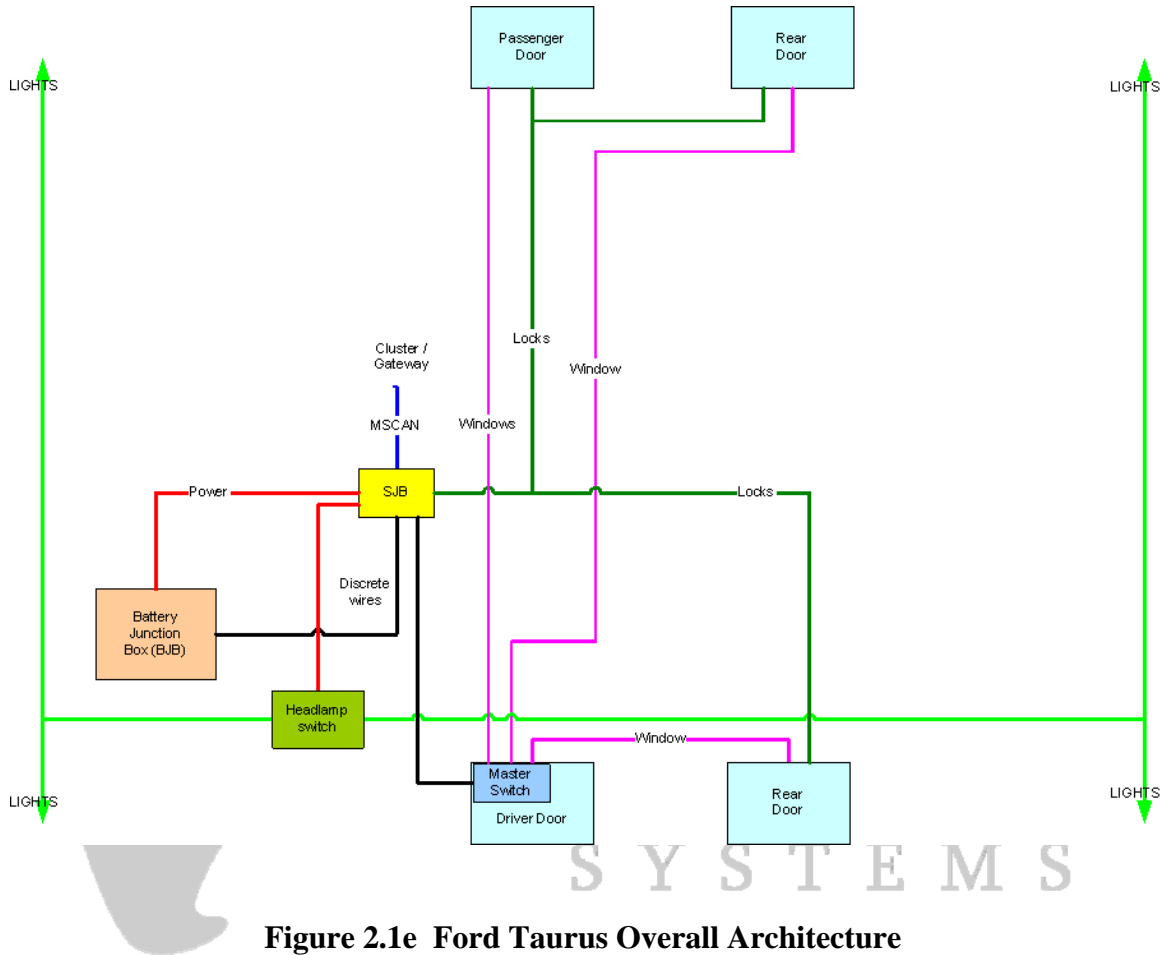 Passenger
Door
Rear
Door
LIGHTS
LIGHTS
Locks
Cluster /
Gateway
Window
MSCAN
Windows
Power
SJB
Locks
Discrete
wires
Battery
Junction
Box (BJB)
Headlamp
switch
Window
Master
Switch
Driver Door
Rear
Door
LIGHTS
LIGHTS
SYSTEMS
Figure 2.1e Ford Taurus Overall Architecture